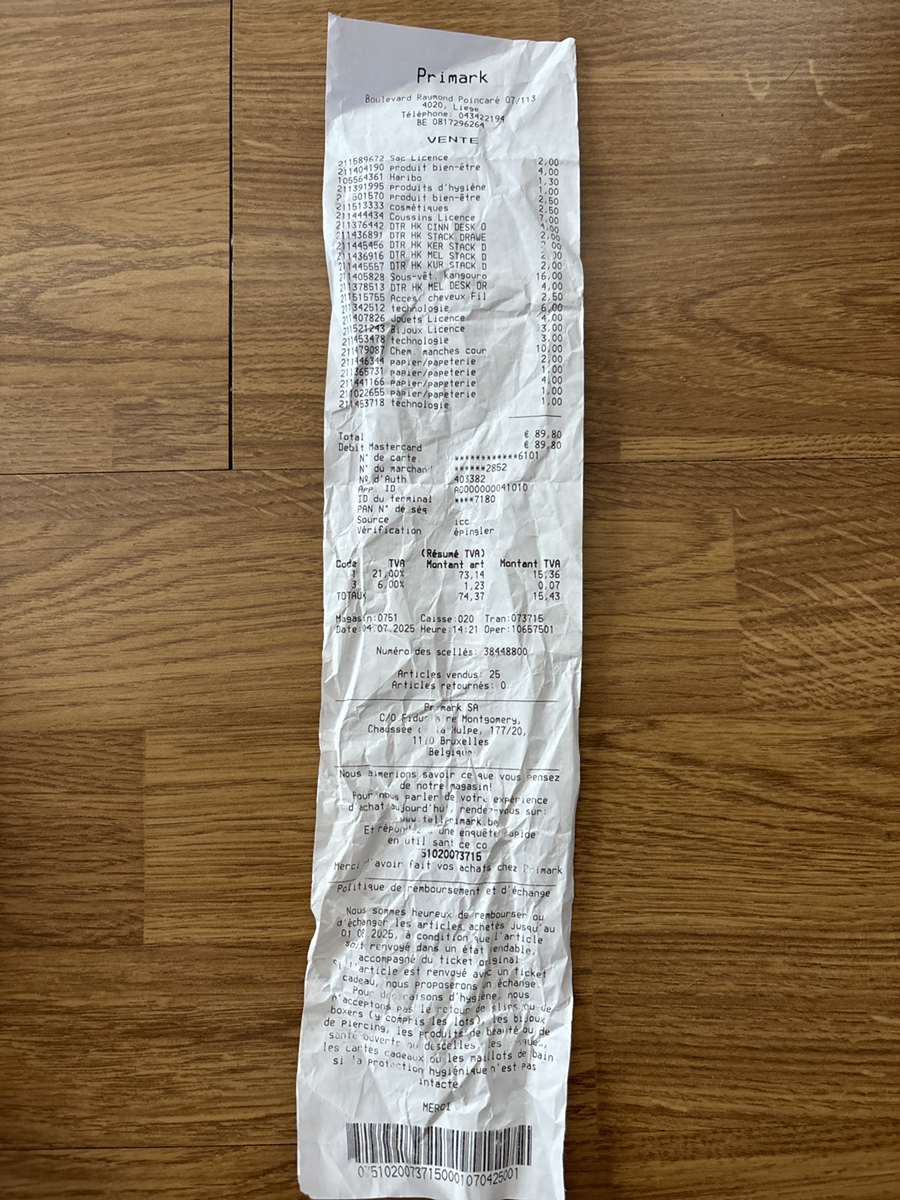 Primark
Boulevard Raymond Poincaré 07/113
4020, Liege
Téléphone: 043422194
BE 0817296264
VENTE
211589672 Sac Licence 2,00
211404190 produit bien-être 4,00
105564361 Haribo 1,30
211391995 produits d'hygiène 1,00
produit bien-être 2,50
211513333 cosmétiques 2,50
211444434 Coussins Licence 7,00
211376442 DTR HK CINN DESK O 4,00
211436891 DTR HK STACK DRAWE 2,00
211445456 DTR HK KER STACK D 2,00
211436916 DTR HK MEL STACK D 2,00
211445557 DTR HK KUR STACK D 2,00
211405828 Sous-vêt. kangouro 16,00
211378513 DTR HK MEL DESK OR 4,00
211515755 Acces. cheveux Fil 2,50
211342512 technologie 6,00
211407826 Jouets Licence 4,00
211521243 Bijoux Licence 3,00
211453478 technologie 3,00
211479087 Chem. manches cour 10,00
211446344 papier/papeterie 2,00
211365731 papier/papeterie 1,00
211441166 papier/papeterie 4,00
211022655 papier/papeterie 1,00
211453718 technologie 1,00
Total € 89,80
Debit Mastercard € 89,80
N° de carte. ************6101
N° du marchand ******2852
Nº d'Auth 403382
App. ID A0000000041010
ID du terminal ****7180
PAN N° de séq
Source icc
Vérification épingler
(Résumé TVA)
Code TVA Montant art Montant TVA
1 21,00% 73,14 15,36
3 6,00% 1,23 0,07
TOTAUX 74,37 15,43
Magasin:0751 Caisse:020 Tran:073715
Date:04.07.2025 Heure:14:21 Oper:10657501
Numéro des scellés: 38448800
Articles vendus: 25
Articles retournés: 0
Primark SA
C/O Fiduciaire Montgomery,
Chaussée de la Hulpe, 177/20,
1170 Bruxelles
Belgique
Nous aimerions savoir ce que vous pensez
de notre magasin!
Pour nous parler de votre expérience
d'achat aujourd'hui, rendez-vous sur:
www.tellprimark.be
Et répondez à une enquête rapide
en utilisant ce co
51020073715
Merci d'avoir fait vos achats chez Primark
Politique de remboursement et d'échange
Nous sommes heureux de rembourser ou
d'échanger les articles achetés jusqu'au
01.08.2025, à condition que l'article
soit renvoyé dans un état vendable,
accompagné du ticket original.
Si l'article est renvoyé avec un ticket
cadeau, nous proposerons un échange.
Pour des raisons d'hygiène, nous
n'acceptons pas le retour de slips ou de
boxers (y compris les lots), les bijoux
de piercing, les produits de beauté ou de
santé ouverts ou descellés, les
les cartes cadeaux ou les maillots de bain
si la protection hygiénique n'est pas
intacte.
MERCI
07510200737150001070425001